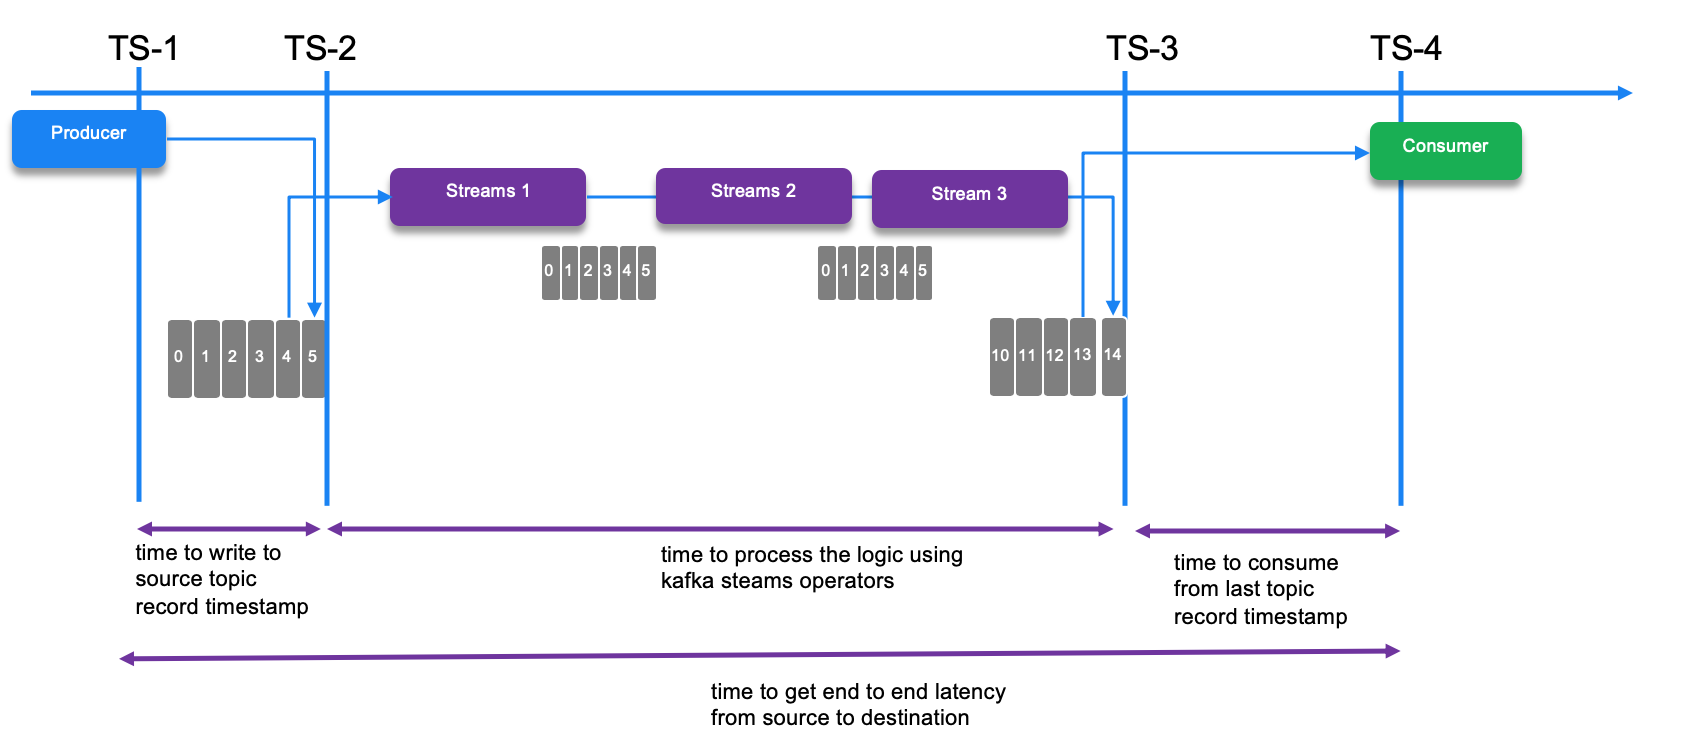 TS-1
TS-2
TS-3
TS-4
Producer
Consumer
Streams 1
Streams 2
Stream 3
0 1 2 3 4 5
0 1 2 3 4 5
0 1 2 3 4 5
10 11 12 13 14
time to write to
source topic
record timestamp
time to process the logic using
kafka steams operators
time to consume
from last topic
record timestamp
time to get end to end latency
from source to destination